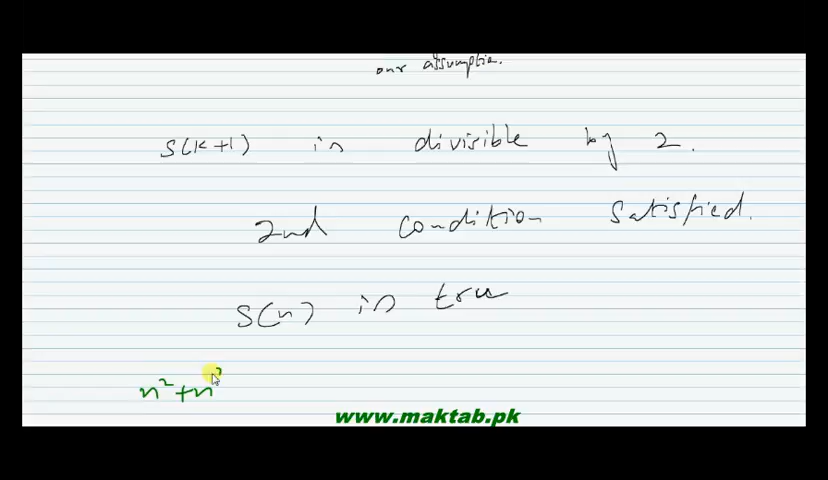 our assumption.
S(k+1) is divisible by 2.
2nd condition satisfied.
S(n) is true
n²+n
www.maktab.pk